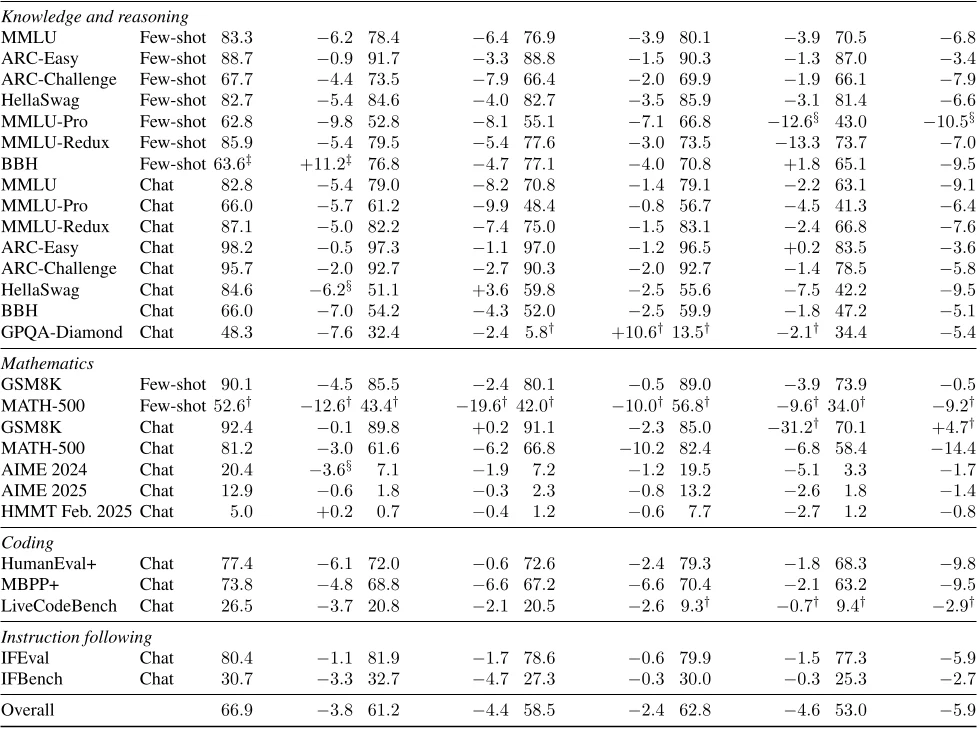 Knowledge and reasoning
MMLU Few-shot 83.3 −6.2 78.4 −6.4 76.9 −3.9 80.1 −3.9 70.5 −6.8
ARC-Easy Few-shot 88.7 −0.9 91.7 −3.3 88.8 −1.5 90.3 −1.3 87.0 −3.4
ARC-Challenge Few-shot 67.7 −4.4 73.5 −7.9 66.4 −2.0 69.9 −1.9 66.1 −7.9
HellaSwag Few-shot 82.7 −5.4 84.6 −4.0 82.7 −3.5 85.9 −3.1 81.4 −6.6
MMLU-Pro Few-shot 62.8 −9.8 52.8 −8.1 55.1 −7.1 66.8 −12.6§ 43.0 −10.5§
MMLU-Redux Few-shot 85.9 −5.4 79.5 −5.4 77.6 −3.0 73.5 −13.3 73.7 −7.0
BBH Few-shot 63.6‡ +11.2‡ 76.8 −4.7 77.1 −4.0 70.8 +1.8 65.1 −9.5
MMLU Chat 82.8 −5.4 79.0 −8.2 70.8 −1.4 79.1 −2.2 63.1 −9.1
MMLU-Pro Chat 66.0 −5.7 61.2 −9.9 48.4 −0.8 56.7 −4.5 41.3 −6.4
MMLU-Redux Chat 87.1 −5.0 82.2 −7.4 75.0 −1.5 83.1 −2.4 66.8 −7.6
ARC-Easy Chat 98.2 −0.5 97.3 −1.1 97.0 −1.2 96.5 +0.2 83.5 −3.6
ARC-Challenge Chat 95.7 −2.0 92.7 −2.7 90.3 −2.0 92.7 −1.4 78.5 −5.8
HellaSwag Chat 84.6 −6.2§ 51.1 +3.6 59.8 −2.5 55.6 −7.5 42.2 −9.5
BBH Chat 66.0 −7.0 54.2 −4.3 52.0 −2.5 59.9 −1.8 47.2 −5.1
GPQA-Diamond Chat 48.3 −7.6 32.4 −2.4 5.8† +10.6† 13.5† −2.1† 34.4 −5.4
Mathematics
GSM8K Few-shot 90.1 −4.5 85.5 −2.4 80.1 −0.5 89.0 −3.9 73.9 −0.5
MATH-500 Few-shot 52.6† −12.6† 43.4† −19.6† 42.0† −10.0† 56.8† −9.6† 34.0† −9.2†
GSM8K Chat 92.4 −0.1 89.8 +0.2 91.1 −2.3 85.0 −31.2† 70.1 +4.7†
MATH-500 Chat 81.2 −3.0 61.6 −6.2 66.8 −10.2 82.4 −6.8 58.4 −14.4
AIME 2024 Chat 20.4 −3.6§ 7.1 −1.9 7.2 −1.2 19.5 −5.1 3.3 −1.7
AIME 2025 Chat 12.9 −0.6 1.8 −0.3 2.3 −0.8 13.2 −2.6 1.8 −1.4
HMMT Feb. 2025 Chat 5.0 +0.2 0.7 −0.4 1.2 −0.6 7.7 −2.7 1.2 −0.8
Coding
HumanEval+ Chat 77.4 −6.1 72.0 −0.6 72.6 −2.4 79.3 −1.8 68.3 −9.8
MBPP+ Chat 73.8 −4.8 68.8 −6.6 67.2 −6.6 70.4 −2.1 63.2 −9.5
LiveCodeBench Chat 26.5 −3.7 20.8 −2.1 20.5 −2.6 9.3† −0.7† 9.4† −2.9†
Instruction following
IFEval Chat 80.4 −1.1 81.9 −1.7 78.6 −0.6 79.9 −1.5 77.3 −5.9
IFBench Chat 30.7 −3.3 32.7 −4.7 27.3 −0.3 30.0 −0.3 25.3 −2.7
Overall 66.9 −3.8 61.2 −4.4 58.5 −2.4 62.8 −4.6 53.0 −5.9